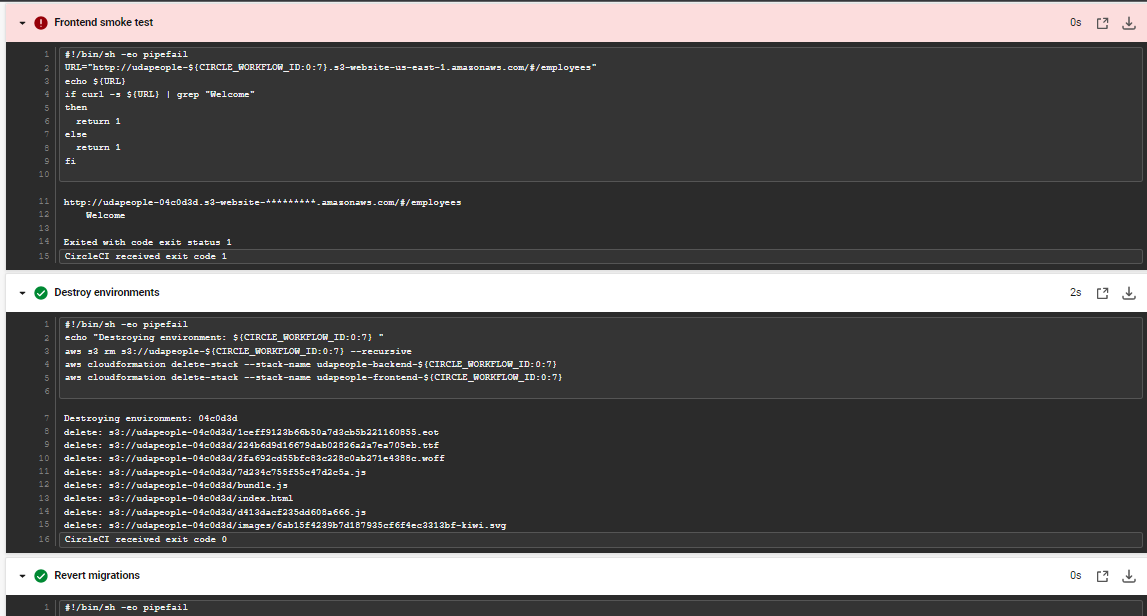 Frontend smoke test 0s
1 #!/bin/sh -eo pipefail
2 URL="http://udapeople-${CIRCLE_WORKFLOW_ID:0:7}.s3-website-us-east-1.amazonaws.com/#/employees"
3 echo ${URL}
4 if curl -s ${URL} | grep "Welcome"
5 then
6 return 1
7 else
8 return 1
9 fi
10
11 http://udapeople-04c0d3d.s3-website-*********.amazonaws.com/#/employees
12 Welcome
13
14 Exited with code exit status 1
15 CircleCI received exit code 1
Destroy environments 2s
1 #!/bin/sh -eo pipefail
2 echo "Destroying environment: ${CIRCLE_WORKFLOW_ID:0:7} "
3 aws s3 rm s3://udapeople-${CIRCLE_WORKFLOW_ID:0:7} --recursive
4 aws cloudformation delete-stack --stack-name udapeople-backend-${CIRCLE_WORKFLOW_ID:0:7}
5 aws cloudformation delete-stack --stack-name udapeople-frontend-${CIRCLE_WORKFLOW_ID:0:7}
6
7 Destroying environment: 04c0d3d
8 delete: s3://udapeople-04c0d3d/1ceff9123b66b50a7d3cb5b221160855.eot
9 delete: s3://udapeople-04c0d3d/224b6d9d16679dab02826a2a7ea705eb.ttf
10 delete: s3://udapeople-04c0d3d/2fa692cd55bfc83c228c0ab271e4388c.woff
11 delete: s3://udapeople-04c0d3d/7d234c755f55c47d2c5a.js
12 delete: s3://udapeople-04c0d3d/bundle.js
13 delete: s3://udapeople-04c0d3d/index.html
14 delete: s3://udapeople-04c0d3d/d413dacf235dd608a666.js
15 delete: s3://udapeople-04c0d3d/images/6ab15f4239b7d187935cf6f4ec3313bf-kiwi.svg
16 CircleCI received exit code 0
Revert migrations 0s
1 #!/bin/sh -eo pipefail